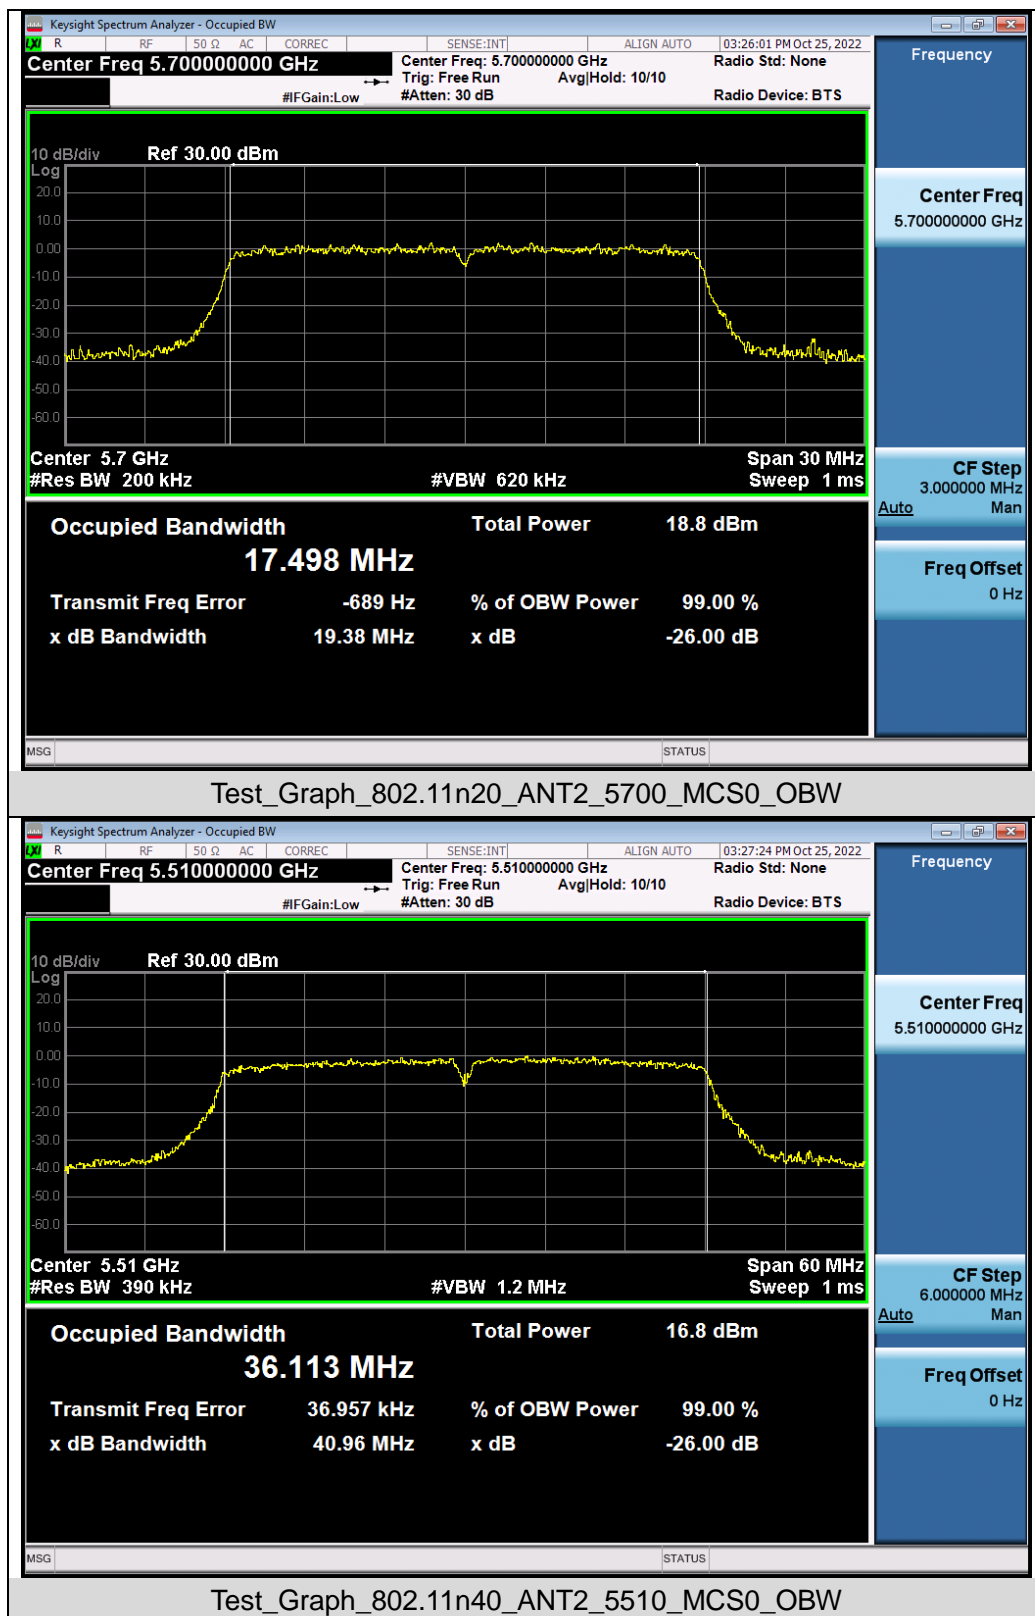 Keysight Spectrum Analyzer - Occupied BW
LXI R RF 50 Ω AC CORREC SENSE:INT ALIGN AUTO 03:26:01 PM Oct 25, 2022
Center Freq 5.700000000 GHz
Center Freq: 5.700000000 GHz
Radio Std: None
Trig: Free Run Avg|Hold: 10/10
#IFGain:Low
#Atten: 30 dB
Radio Device: BTS
10 dB/div Ref 30.00 dBm
Log
20.0
10.0
0.00
-10.0
-20.0
-30.0
-40.0
-50.0
-60.0
Center 5.7 GHz Span 30 MHz
#Res BW 200 kHz #VBW 620 kHz Sweep 1 ms
Occupied Bandwidth Total Power 18.8 dBm
17.498 MHz
Transmit Freq Error -689 Hz % of OBW Power 99.00 %
x dB Bandwidth 19.38 MHz x dB -26.00 dB
MSG STATUS
Frequency
Center Freq
5.700000000 GHz
CF Step
3.000000 MHz
Auto Man
Freq Offset
0 Hz
Test_Graph_802.11n20_ANT2_5700_MCS0_OBW
Keysight Spectrum Analyzer - Occupied BW
LXI R RF 50 Ω AC CORREC SENSE:INT ALIGN AUTO 03:27:24 PM Oct 25, 2022
Center Freq 5.510000000 GHz
Center Freq: 5.510000000 GHz
Radio Std: None
Trig: Free Run Avg|Hold: 10/10
#IFGain:Low
#Atten: 30 dB
Radio Device: BTS
10 dB/div Ref 30.00 dBm
Log
20.0
10.0
0.00
-10.0
-20.0
-30.0
-40.0
-50.0
-60.0
Center 5.51 GHz Span 60 MHz
#Res BW 390 kHz #VBW 1.2 MHz Sweep 1 ms
Occupied Bandwidth Total Power 16.8 dBm
36.113 MHz
Transmit Freq Error 36.957 kHz % of OBW Power 99.00 %
x dB Bandwidth 40.96 MHz x dB -26.00 dB
MSG STATUS
Frequency
Center Freq
5.510000000 GHz
CF Step
6.000000 MHz
Auto Man
Freq Offset
0 Hz
Test_Graph_802.11n40_ANT2_5510_MCS0_OBW